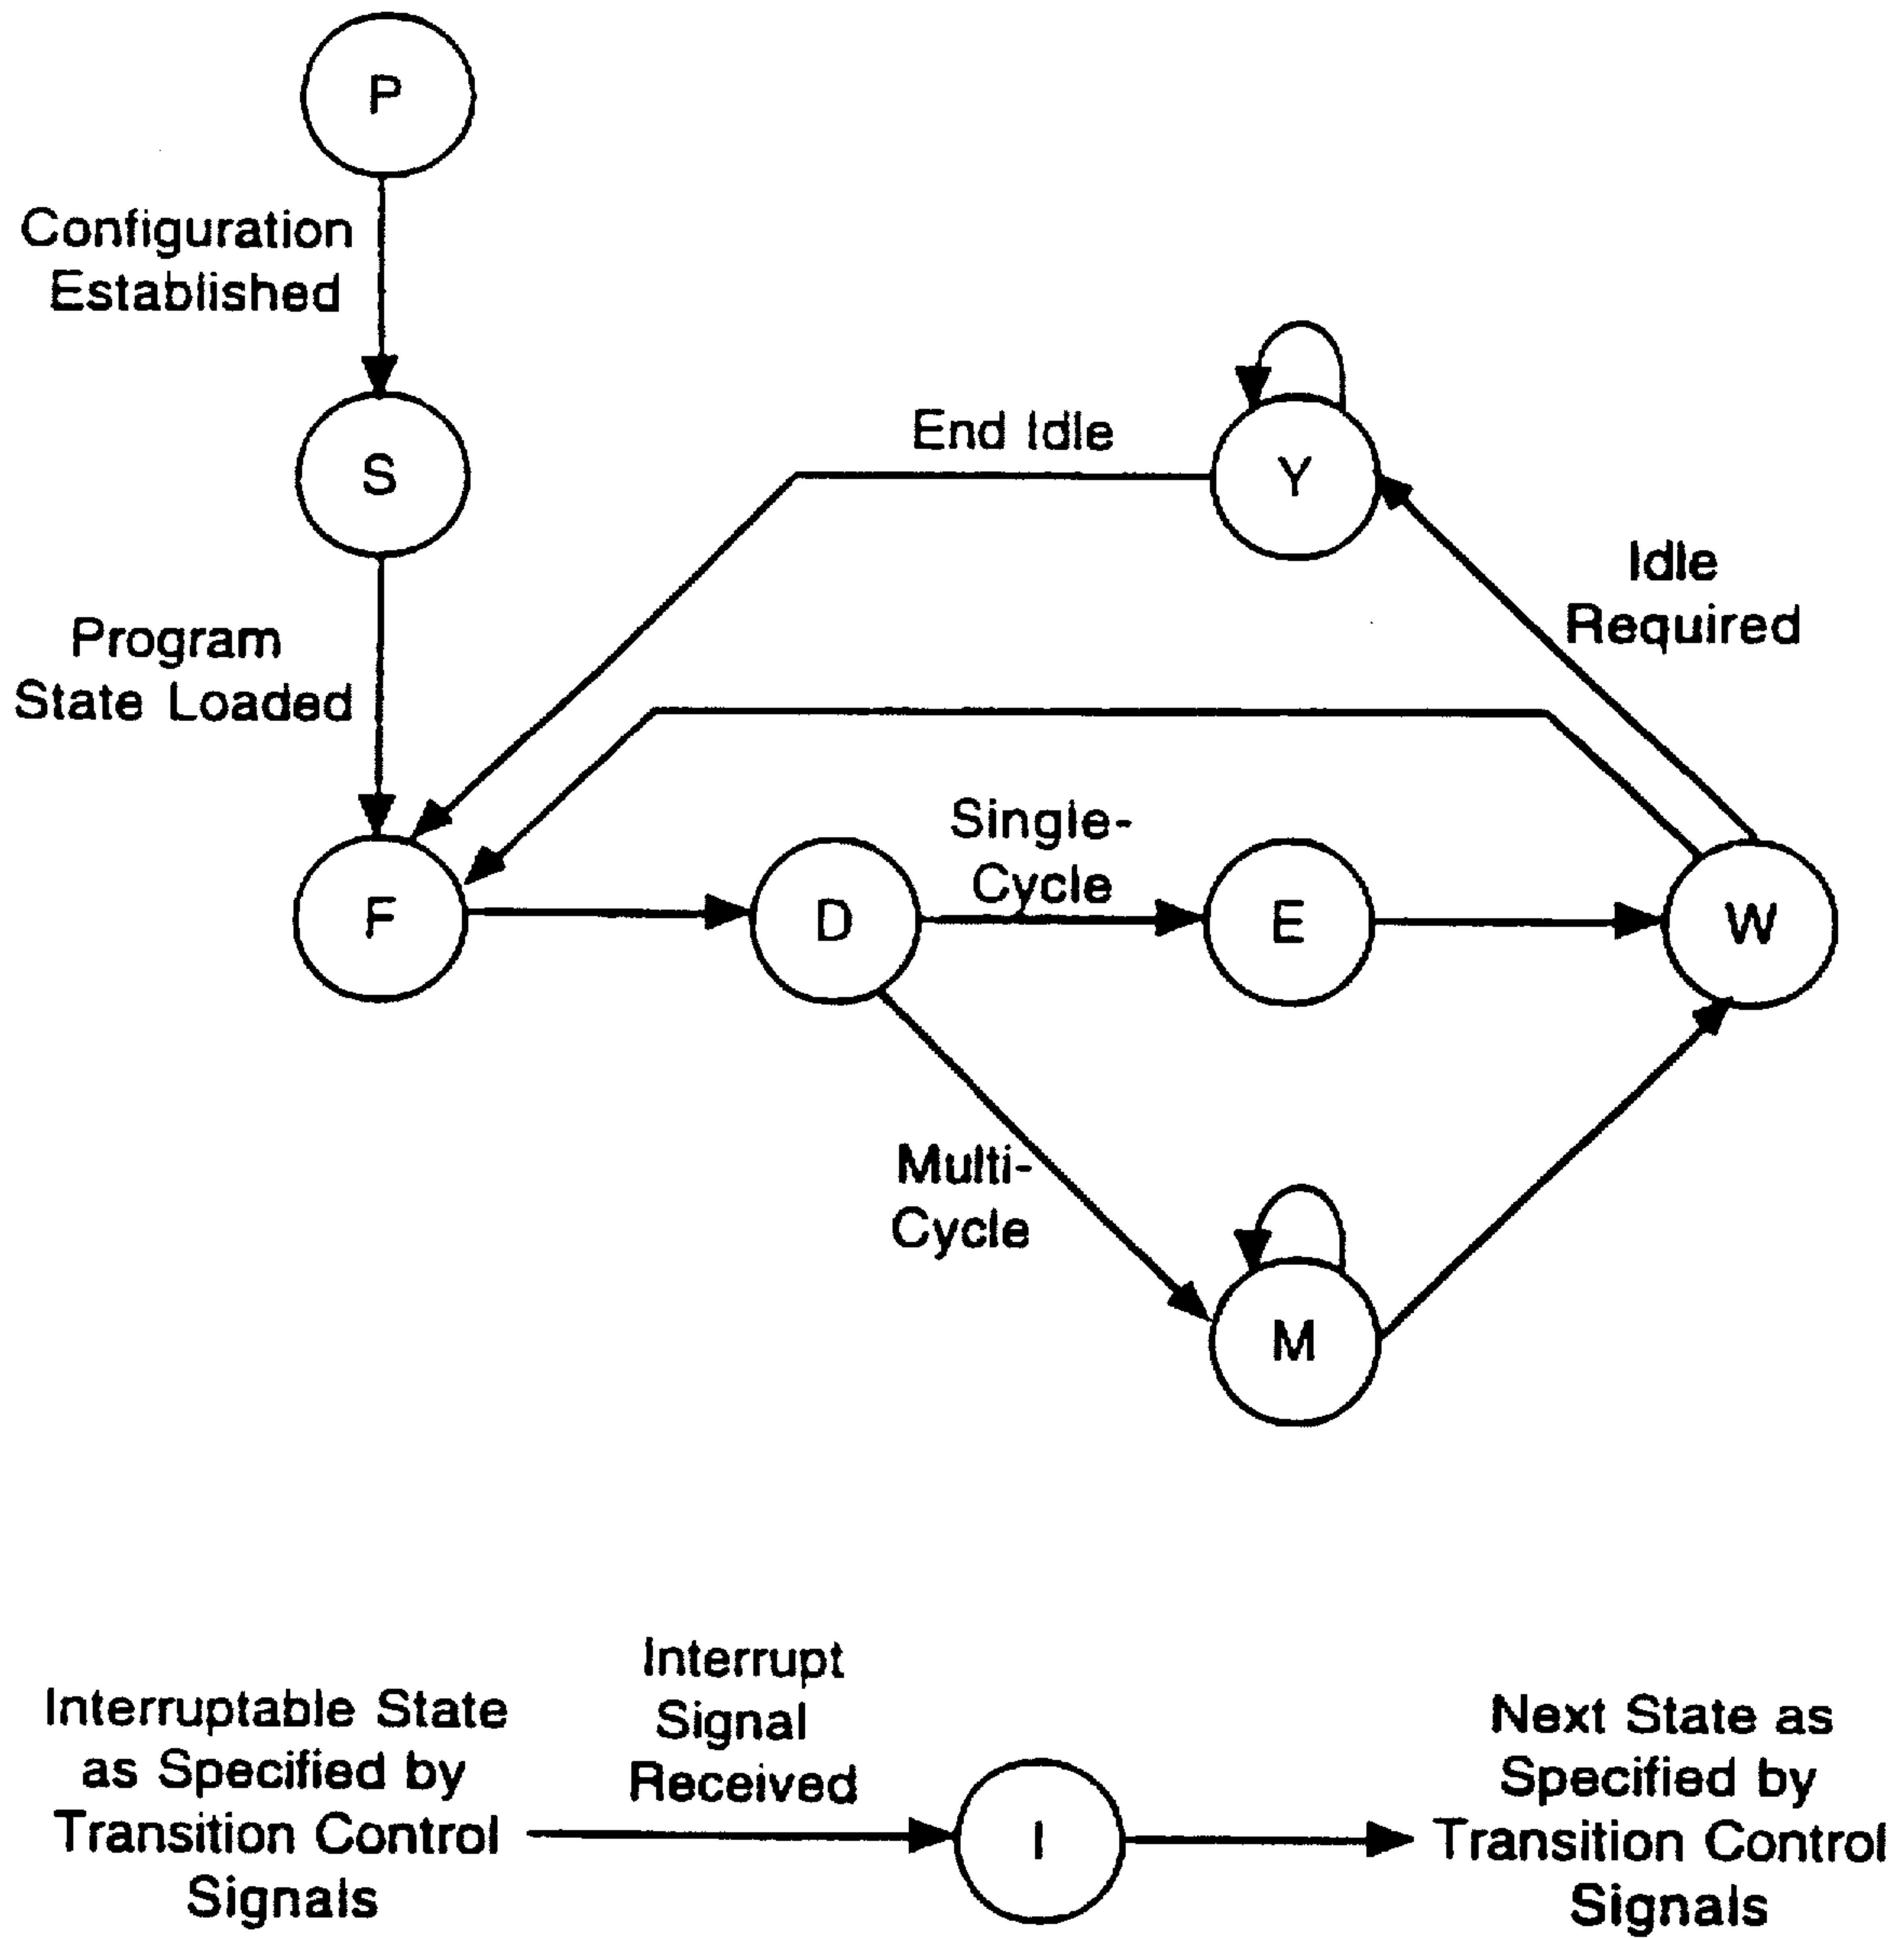 P
Configuration
Established
S
End Idle
Y
Idle
Required
Program
State Loaded
Single-
Cycle
F
D
E
W
Multi-
Cycle
M
Interrupt
Signal
Received
Interruptable State
as Specified by
Transition Control
Signals
I
Next State as
Specified by
Transition Control
Signals